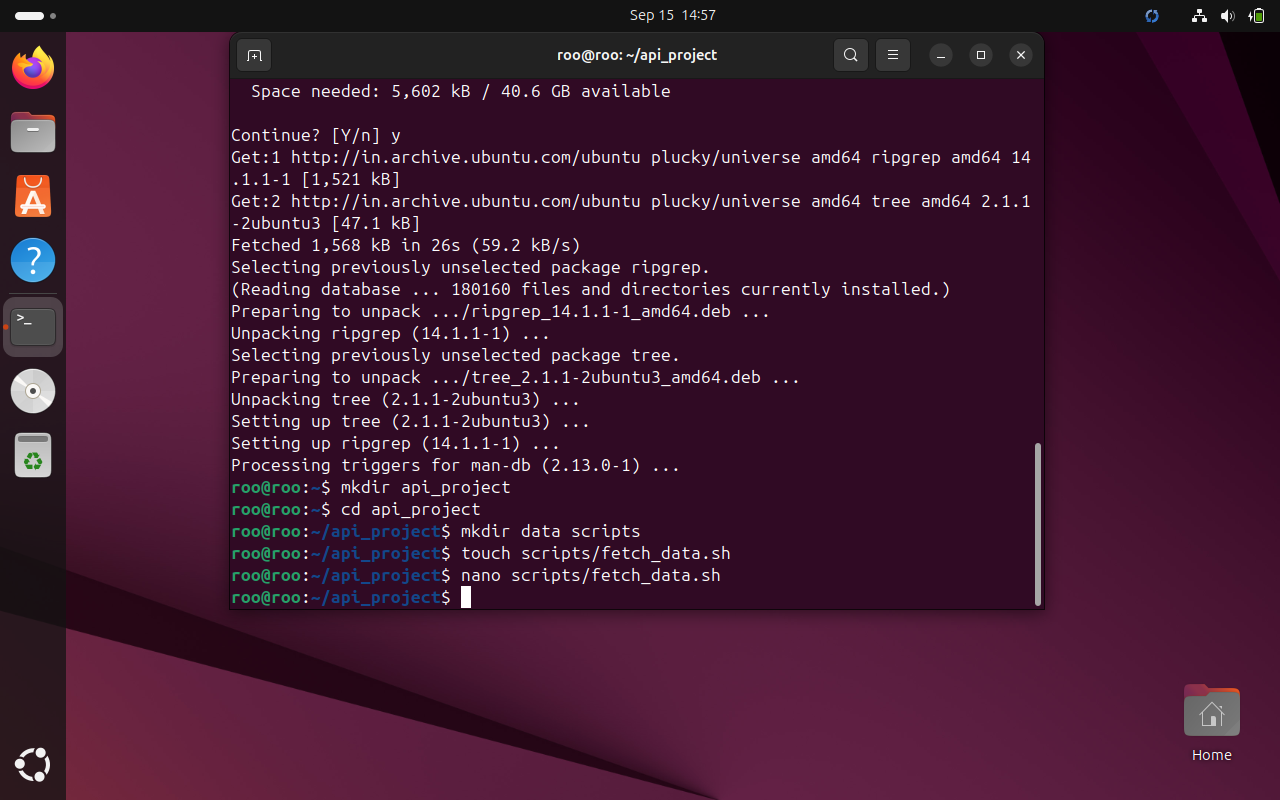 Sep 15 14:57
roo@roo: ~/api_project
Space needed: 5,602 kB / 40.6 GB available
Continue? [Y/n] y
Get:1 http://in.archive.ubuntu.com/ubuntu plucky/universe amd64 ripgrep amd64 14
.1.1-1 [1,521 kB]
Get:2 http://in.archive.ubuntu.com/ubuntu plucky/universe amd64 tree amd64 2.1.1
-2ubuntu3 [47.1 kB]
Fetched 1,568 kB in 26s (59.2 kB/s)
Selecting previously unselected package ripgrep.
(Reading database ... 180160 files and directories currently installed.)
Preparing to unpack .../ripgrep_14.1.1-1_amd64.deb ...
Unpacking ripgrep (14.1.1-1) ...
Selecting previously unselected package tree.
Preparing to unpack .../tree_2.1.1-2ubuntu3_amd64.deb ...
Unpacking tree (2.1.1-2ubuntu3) ...
Setting up tree (2.1.1-2ubuntu3) ...
Setting up ripgrep (14.1.1-1) ...
Processing triggers for man-db (2.13.0-1) ...
roo@roo:~$ mkdir api_project
roo@roo:~$ cd api_project
roo@roo:~/api_project$ mkdir data scripts
roo@roo:~/api_project$ touch scripts/fetch_data.sh
roo@roo:~/api_project$ nano scripts/fetch_data.sh
roo@roo:~/api_project$
Home